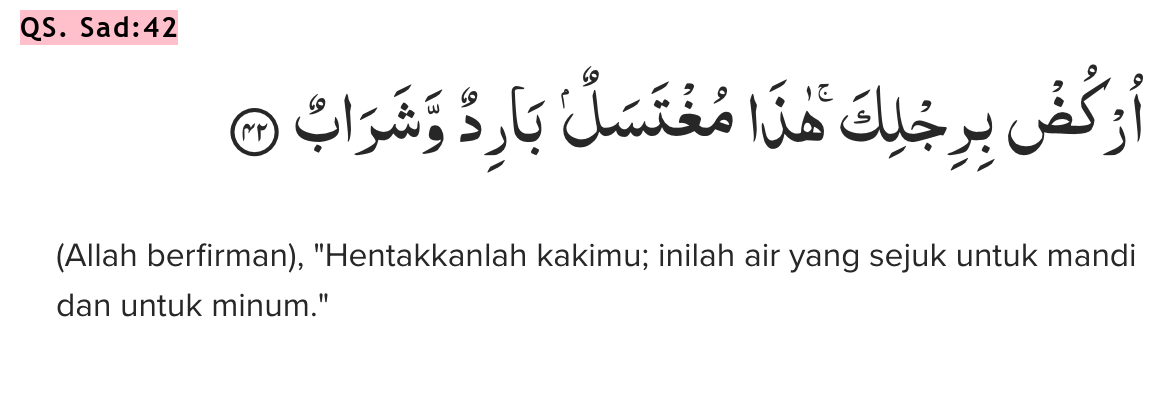 QS. Sad:42
اُرْكُضْ بِرِجْلِكَۚ هٰذَا مُغْتَسَلٌۢ بَارِدٌ وَّشَرَابٌ ٤٢
(Allah berfirman), "Hentakkanlah kakimu; inilah air yang sejuk untuk mandi
dan untuk minum."